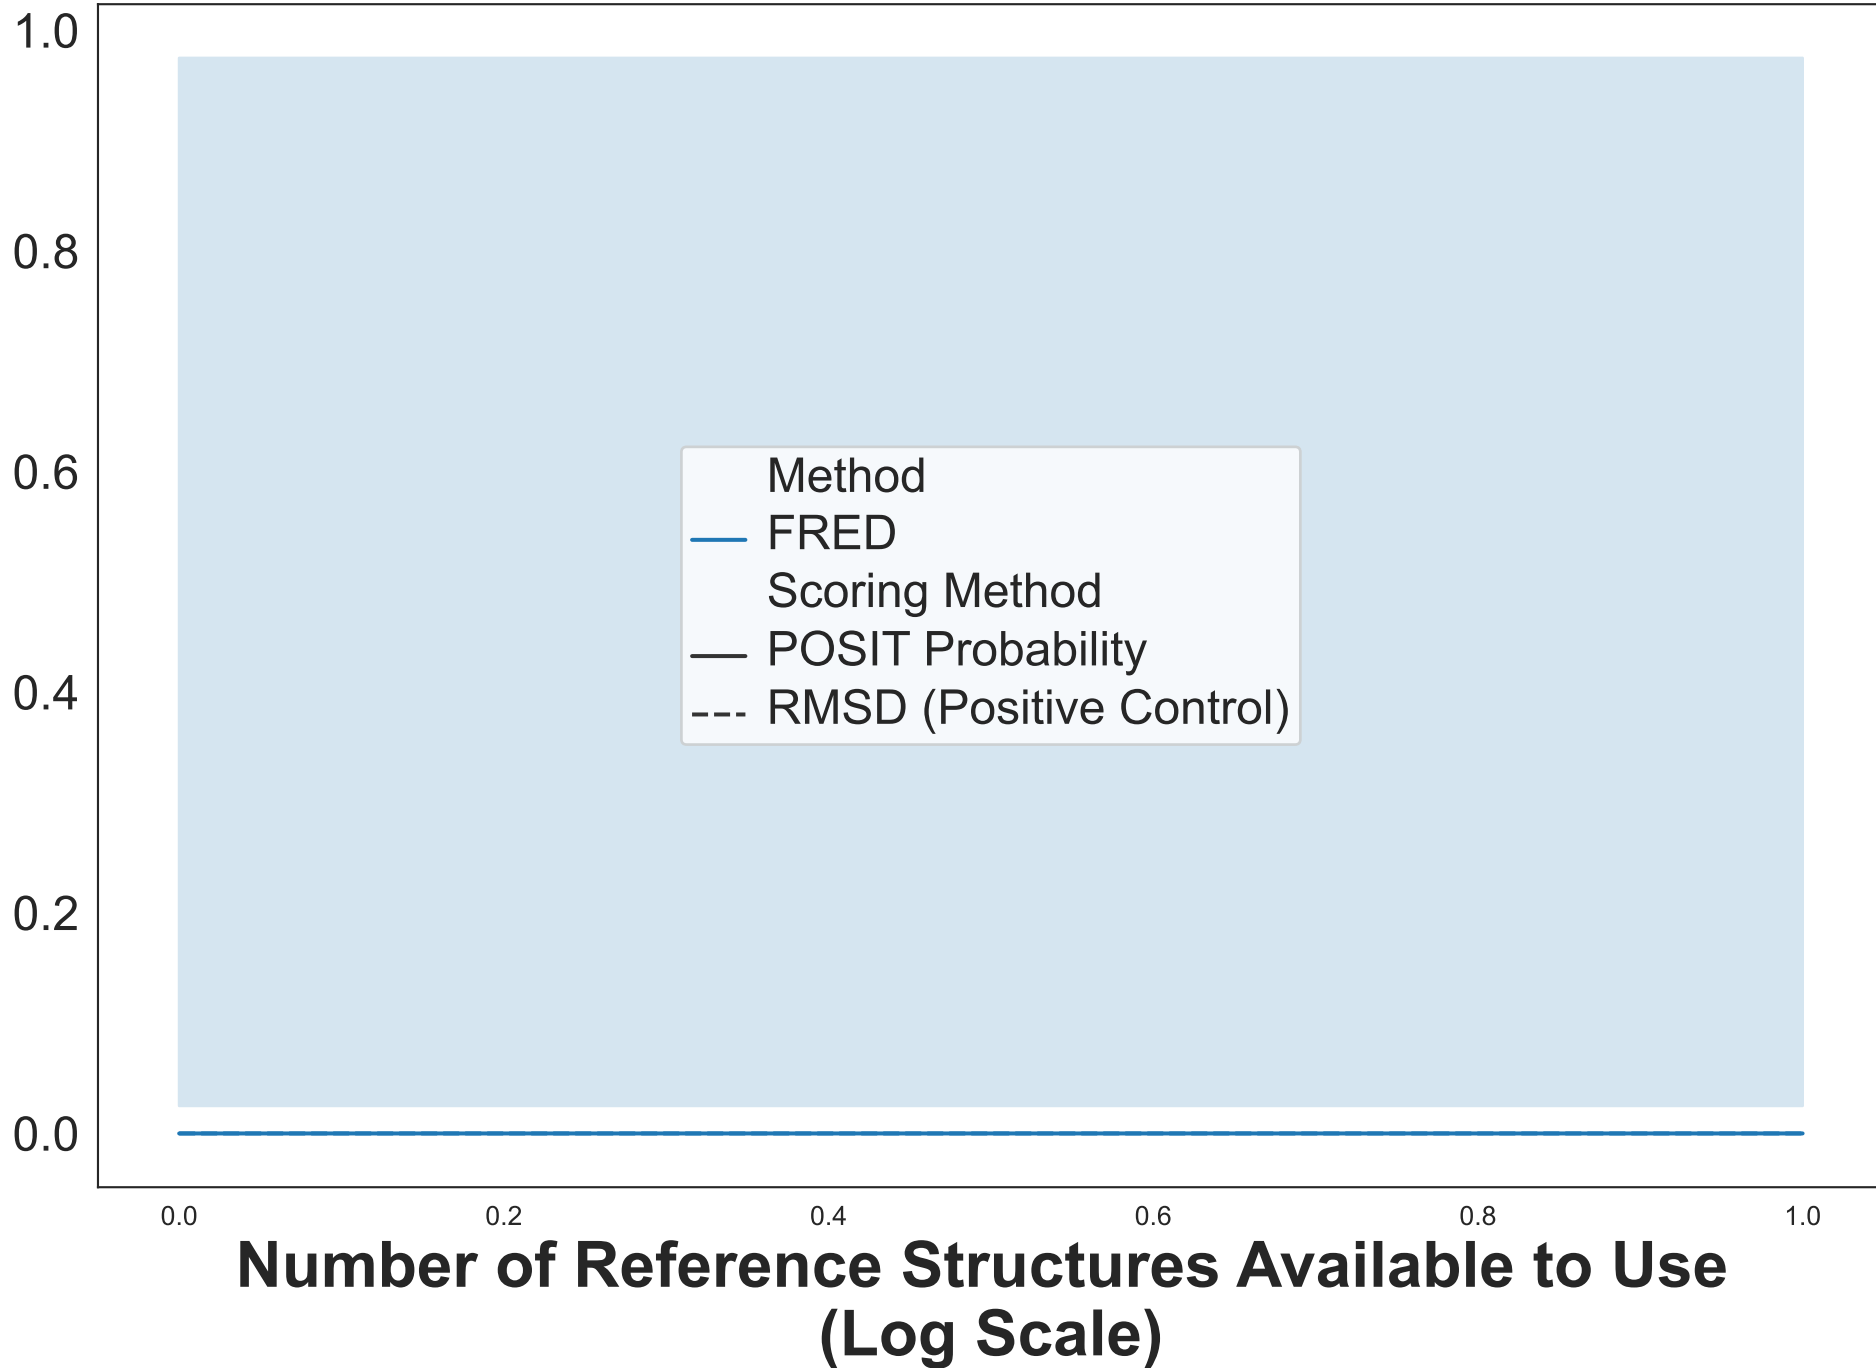 1.0
0.8
0.6
0.4
0.2
0.0
Method
FRED
Scoring Method
POSIT Probability
RMSD (Positive Control)
0.0 0.2 0.4 0.6 0.8 1.0
Number of Reference Structures Available to Use
(Log Scale)